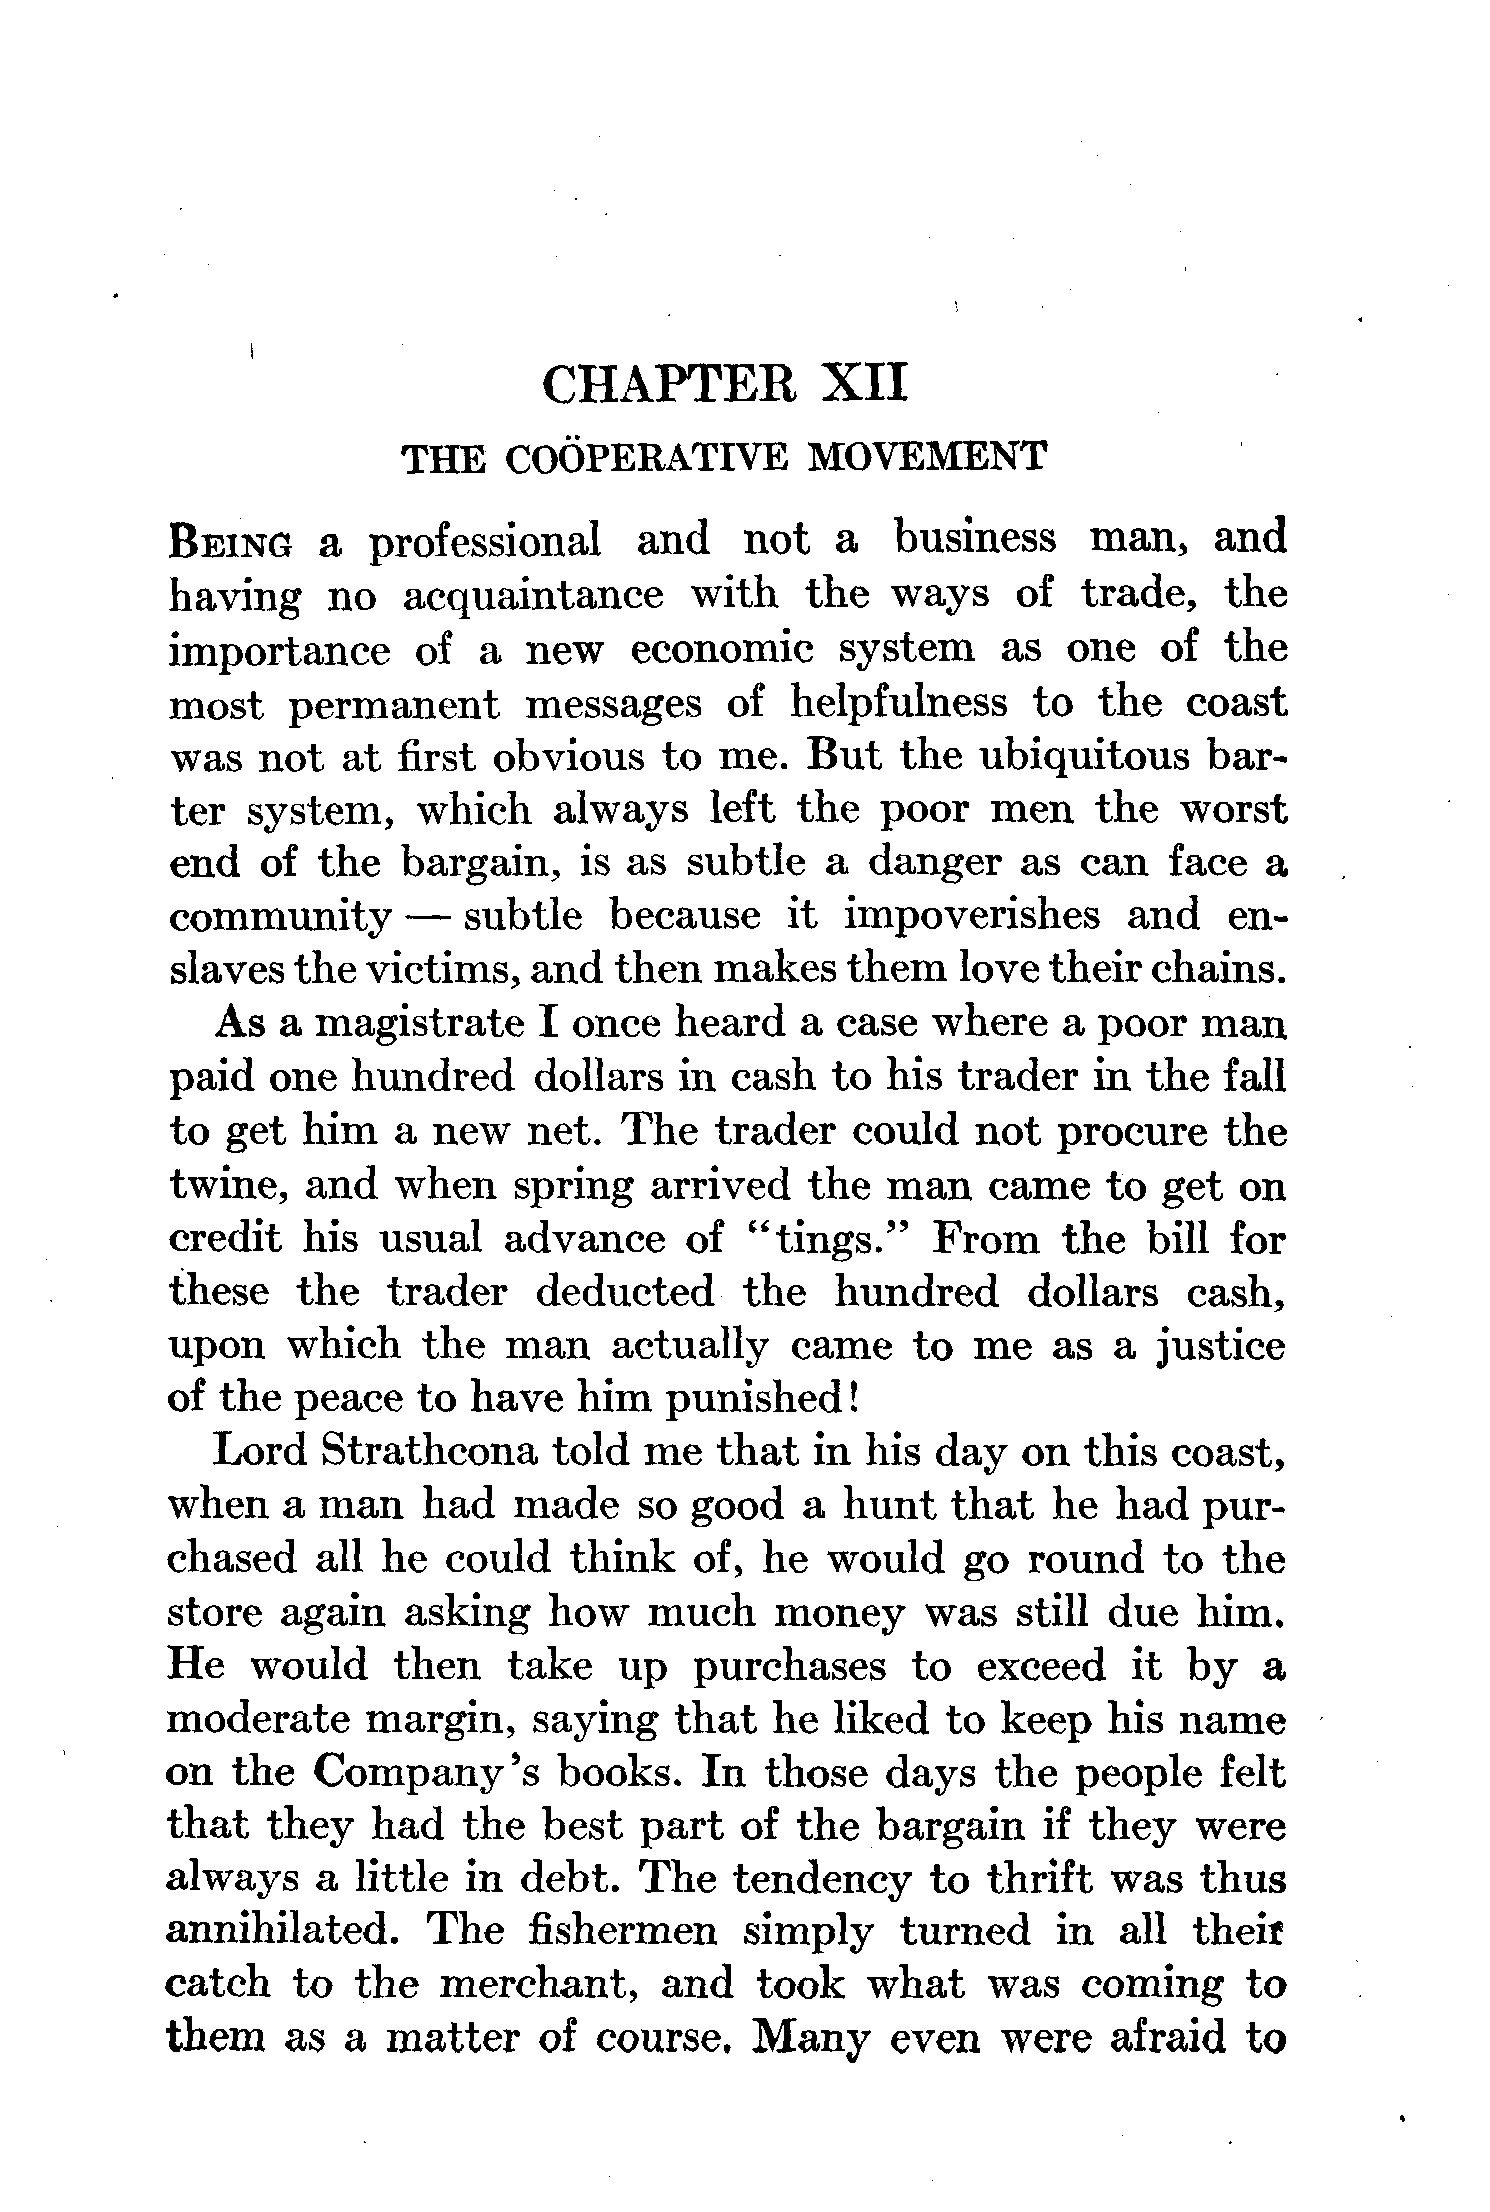 CHAPTER XII
THE COÖPERATIVE MOVEMENT
BEING a professional and not a business man, and
having no acquaintance with the ways of trade, the
importance of a new economic system as one of the
most permanent messages of helpfulness to the coast
was not at first obvious to me. But the ubiquitous bar-
ter system, which always left the poor men the worst
end of the bargain, is as subtle a danger as can face a
community — subtle because it impoverishes and en-
slaves the victims, and then makes them love their chains.
As a magistrate I once heard a case where a poor man
paid one hundred dollars in cash to his trader in the fall
to get him a new net. The trader could not procure the
twine, and when spring arrived the man came to get on
credit his usual advance of “tings.” From the bill for
these the trader deducted the hundred dollars cash,
upon which the man actually came to me as a justice
of the peace to have him punished!
Lord Strathcona told me that in his day on this coast,
when a man had made so good a hunt that he had pur-
chased all he could think of, he would go round to the
store again asking how much money was still due him.
He would then take up purchases to exceed it by a
moderate margin, saying that he liked to keep his name
on the Company's books. In those days the people felt
that they had the best part of the bargain if they were
always a little in debt. The tendency to thrift was thus
annihilated. The fishermen simply turned in all their
catch to the merchant, and took what was coming to
them as a matter of course. Many even were afraid to